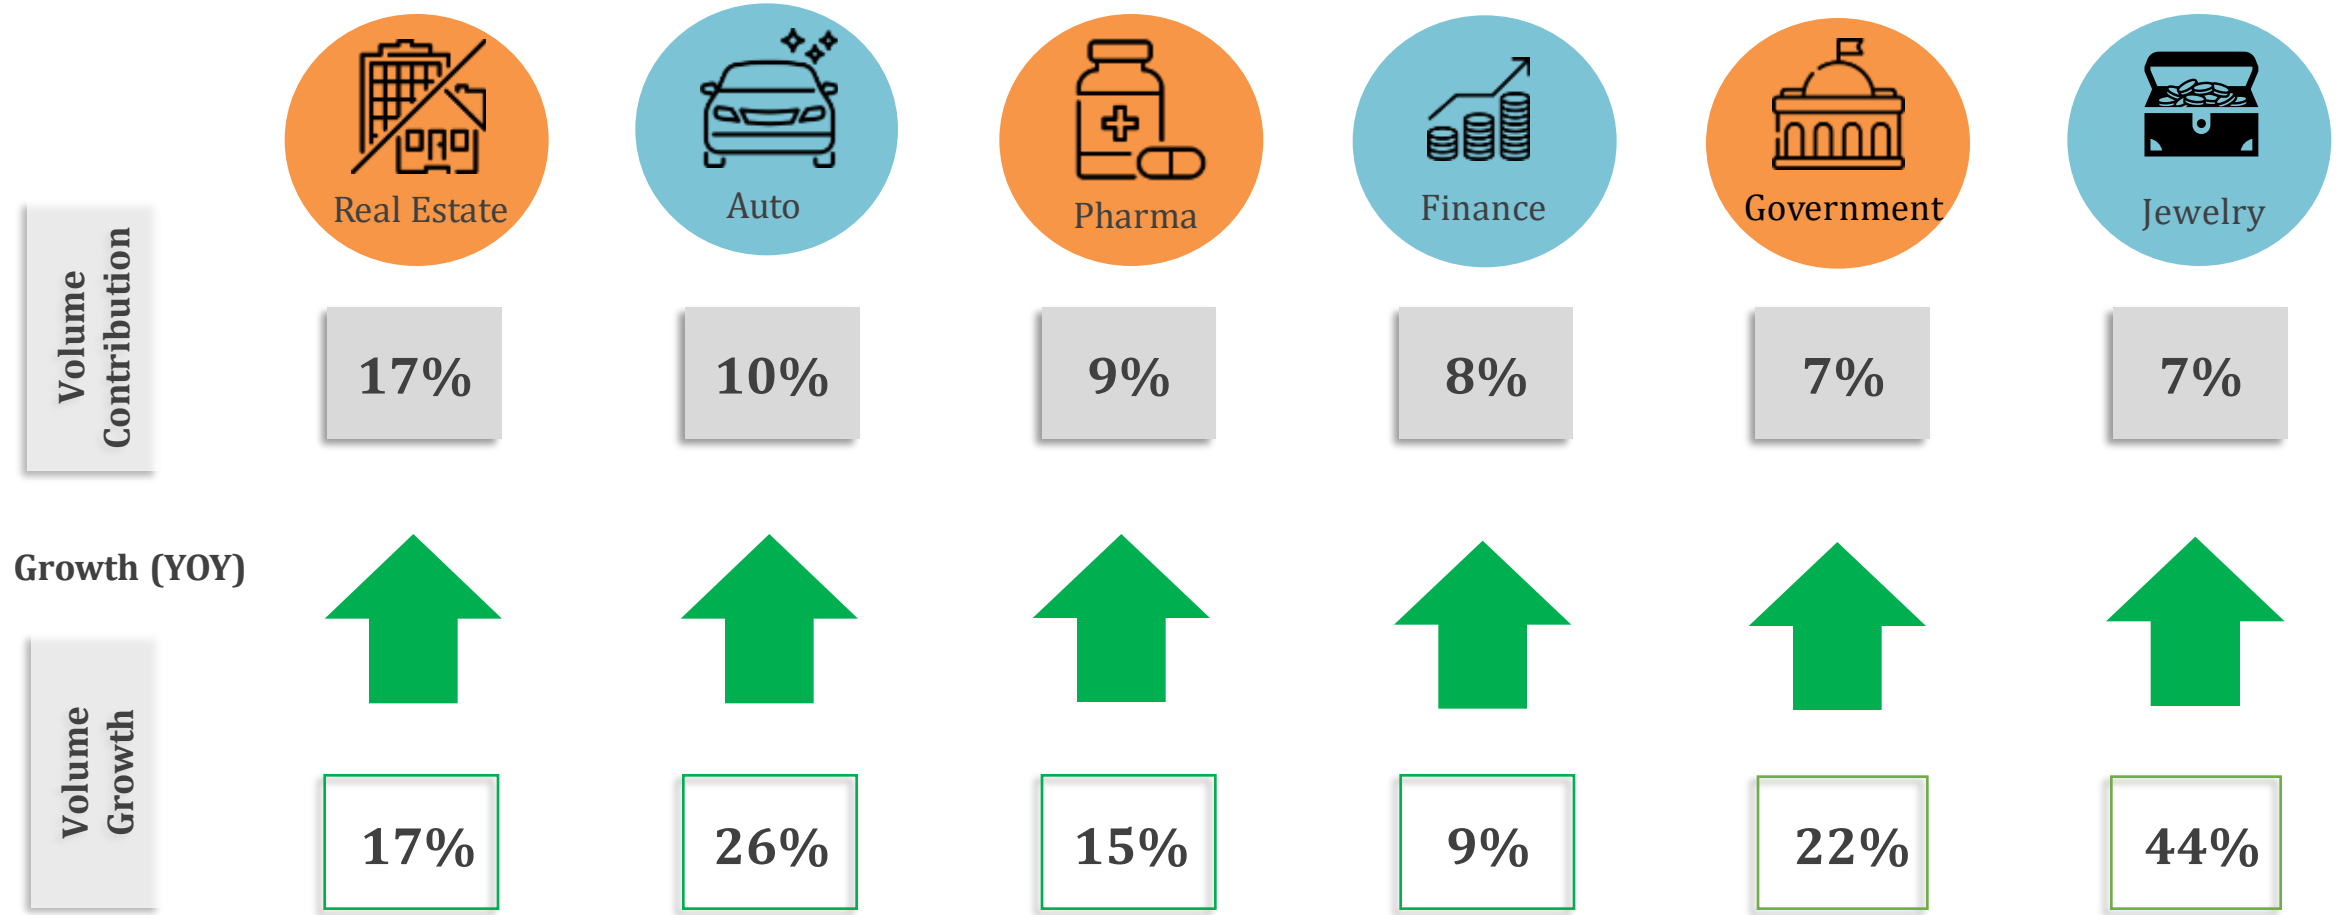 Real Estate
Auto
Pharma
Finance
Government
Jewelry
Volume
Contribution
17%
10%
9%
8%
7%
7%
Growth (YOY)
Volume
Growth
17%
26%
15%
9%
22%
44%